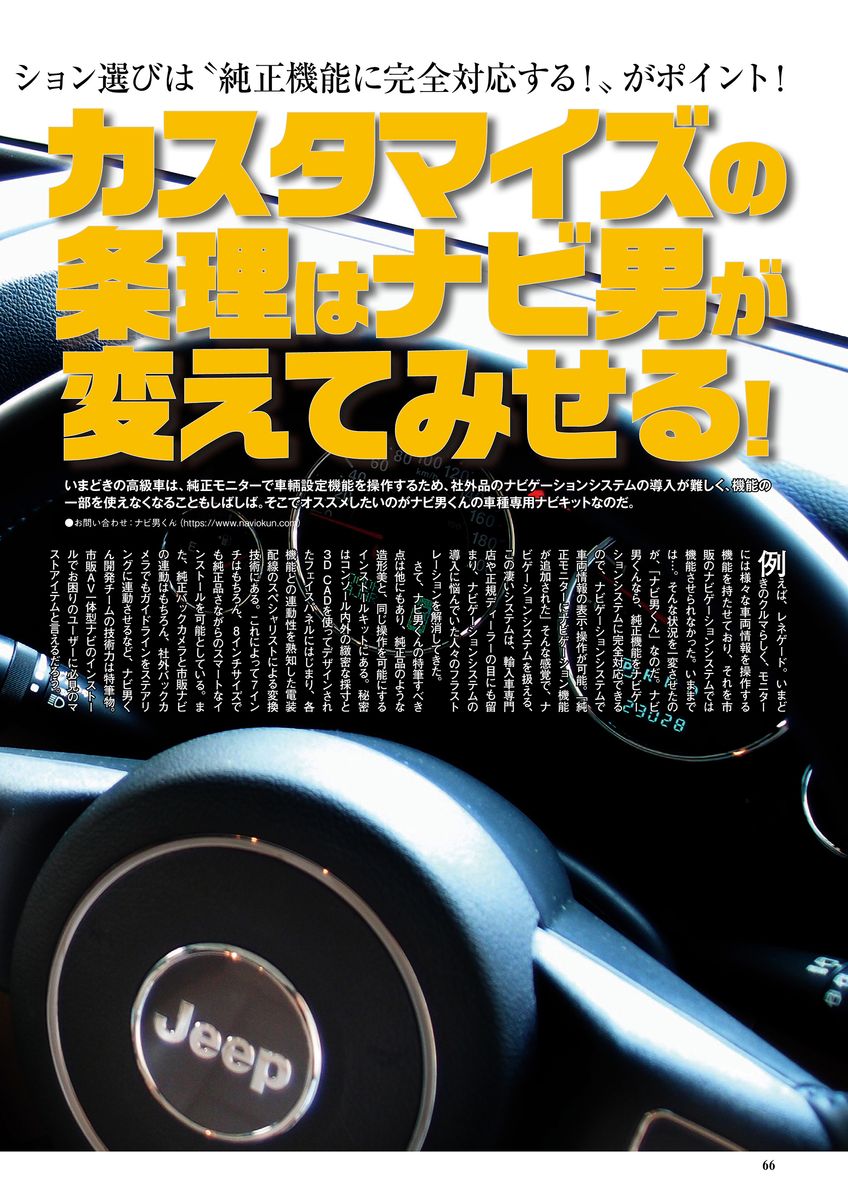 ション選びは〝純正機能に完全対応する!〟がポイント!
カスタマイズの
条理はナビ男が
変えてみせる!
いまどきの高級車は、純正モニターで車輌設定機能を操作するため、社外品のナビゲーションシステムの導入が難しく、機能の
一部を使えなくなることもしばしば。そこでオススメしたいのがナビ男くんの車種専用ナビキットなのだ。
●お問い合わせ:ナビ男くん(https://www.naviokun.com)
例えば、レネゲード。いまど
きのクルマらしく、モニター
には様々な車両情報を操作する
機能を持たせており、それを市
販のナビゲーションシステムでは
機能させられなかった。いままで
は…。そんな状況を一変させたの
が、「ナビ男くん」なのだ。ナビ
男くんなら、純正機能をナビゲー
ションシステムに完全対応できる
ので、ナビゲーションシステムで
車両情報の表示・操作が可能。「純
正モニターにナビゲーション機能
が追加された」そんな感覚で、ナ
ビゲーションシステムを扱える、
この凄いシステムは、輸入車専門
店や正規ディーラーの目にも留
まり、ナビゲーションシステムの
導入に悩んでいた人々のフラスト
レーションを解消してきた。
さて、ナビ男くんの特筆すべき
点は他にもあり、純正品のような
造形美と、同じ操作を可能にする
インストールキットにある。秘密
はコンソール内外の緻密な採寸と
3D CADを使ってデザインされ
たフェイスパネルにはじまり、各
機能との連動性を熟知した電装
配線のスペシャリストによる変換
技術にある。これによって7イン
チはもちろん、8インチサイズで
も純正品さながらのスマートなイ
ンストールを可能としている。ま
た、純正バックカメラと市販ナビ
の連動はもちろん、社外バックカ
メラでもガイドラインをステアリ
ングに連動させるなど、ナビ男く
ん開発チームの技術力は特筆物。
市販AV一体型ナビのインストー
ルでお困りのユーザーに必見のマ
ストアイテムと言えるだろう。
60
80
100
120
160
180
23028
Jeep
66